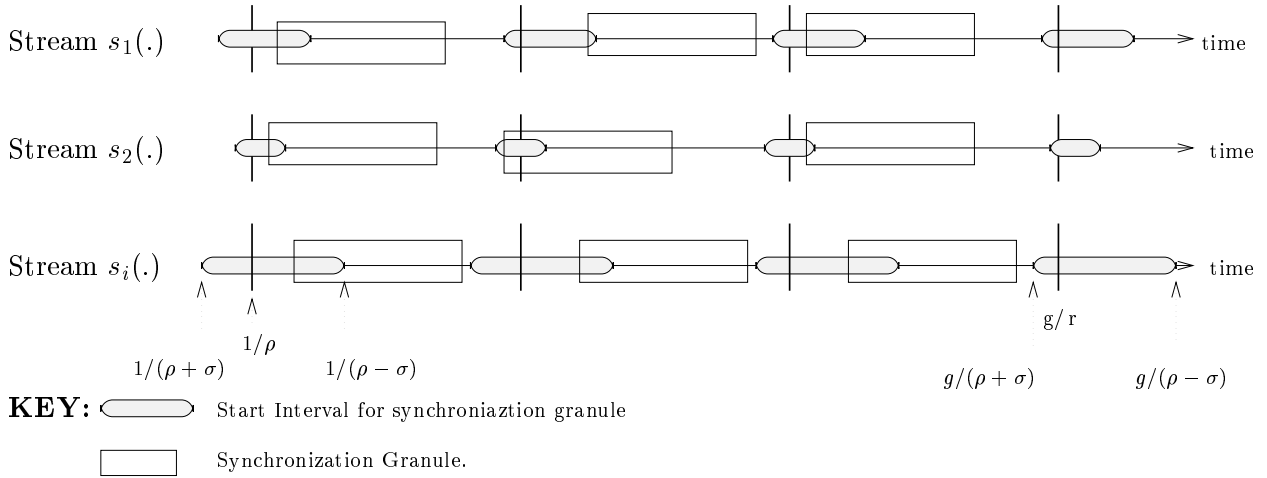 Stream s₁(.)
time
Stream s₂(.)
time
Stream sᵢ(.)
time
1/ρ
g/r
1/(ρ + σ)
1/(ρ − σ)
g/(ρ + σ)
g/(ρ − σ)
KEY:
Start Interval for synchroniaztion granule
Synchronization Granule.